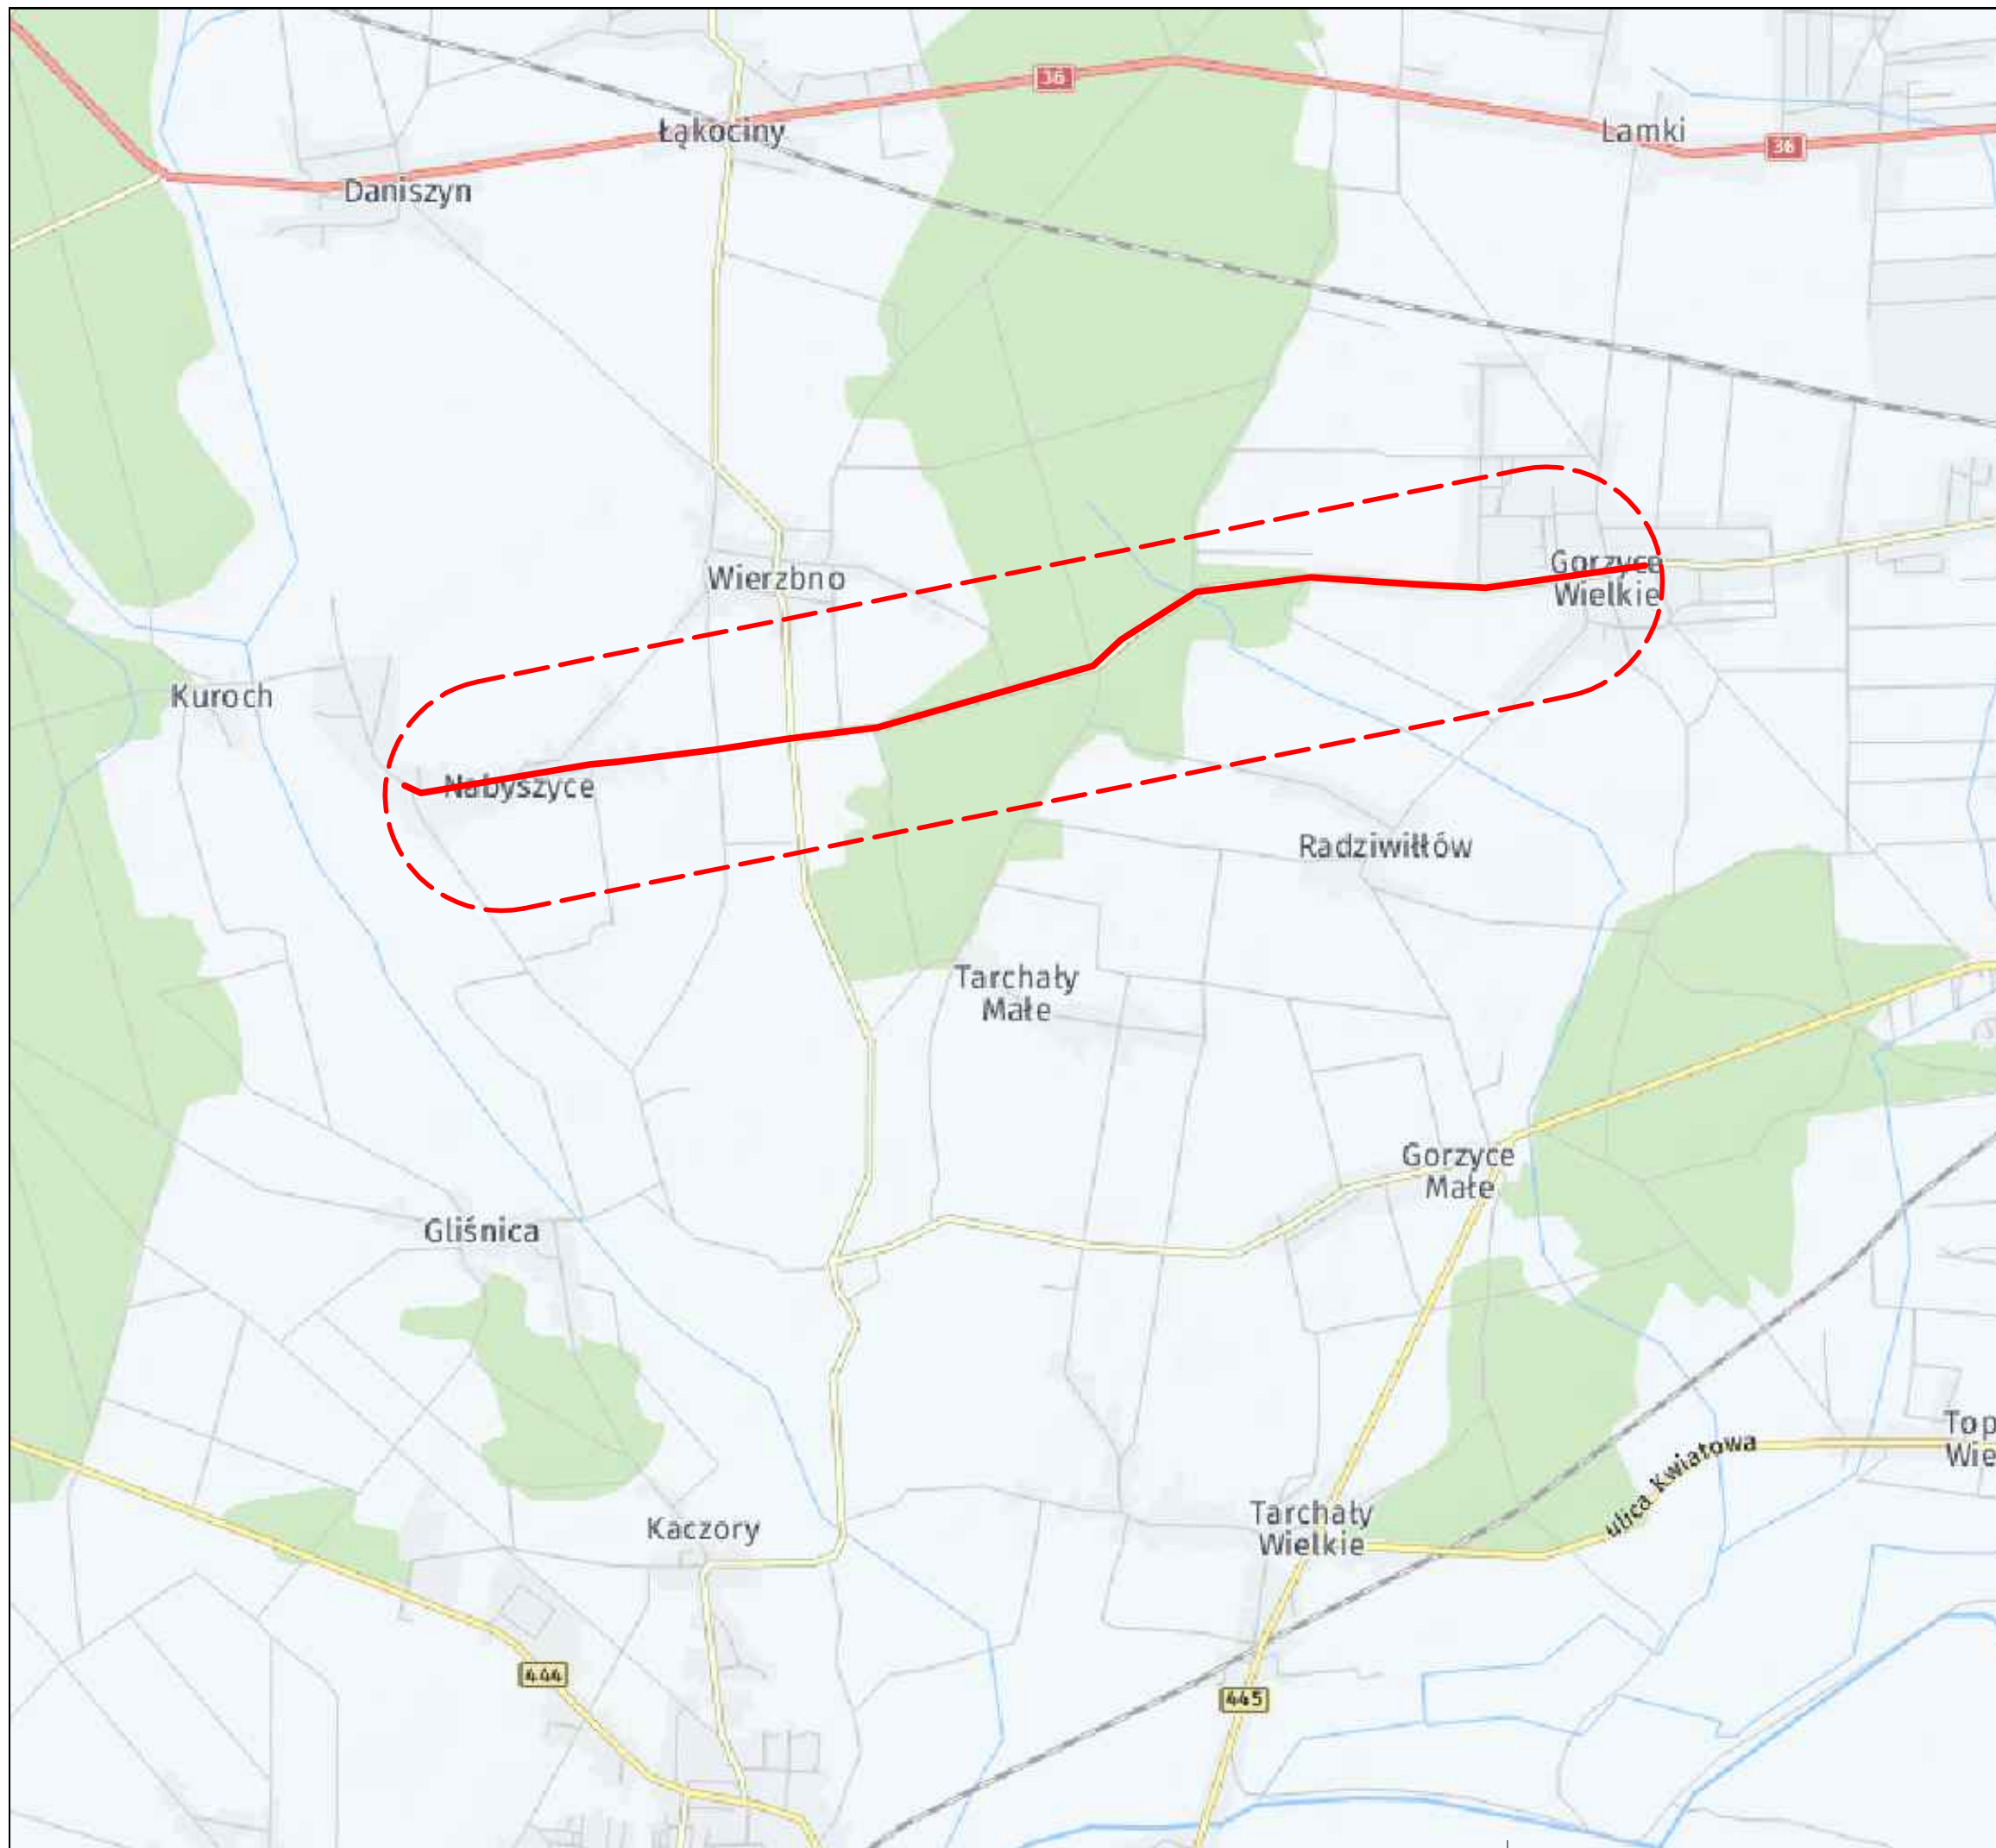 36
Łąkociny
Lamki
36
Daniszyn
Gorzyce
Wielkie
Wierzbno
Kuroch
Nabyszyce
Radziwiłłów
Tarchały
Małe
Gorzyce
Małe
Gliśnica
Top
Wie
ulica Kwiatowa
Tarchały
Wielkie
Kaczory
444
445